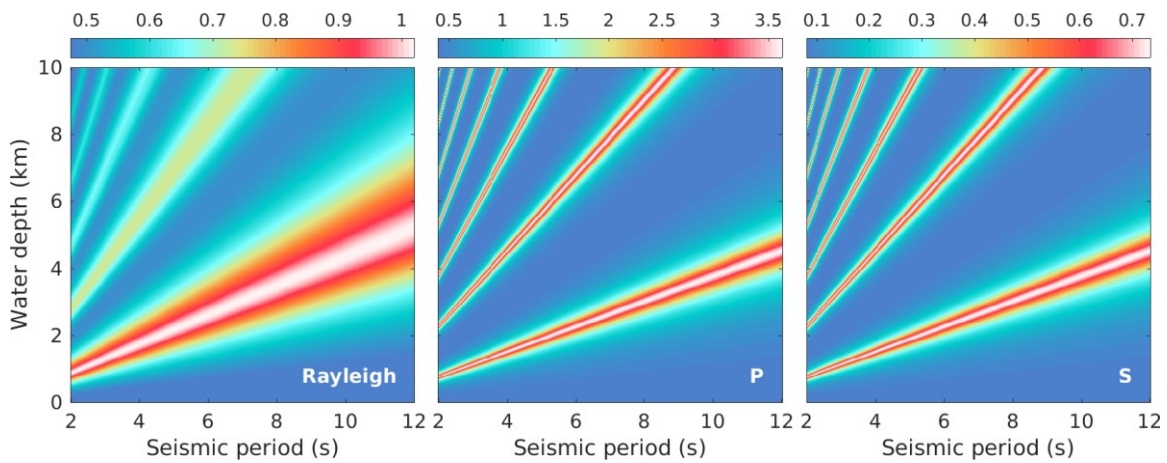 0.5 0.6 0.7 0.8 0.9 1
0.5 1 1.5 2 2.5 3 3.5
0.1 0.2 0.3 0.4 0.5 0.6 0.7
Water depth (km)
10
8
6
4
2
0
Rayleigh
P
S
2 4 6 8 10 12
2 4 6 8 10 12
2 4 6 8 10 12
Seismic period (s)
Seismic period (s)
Seismic period (s)